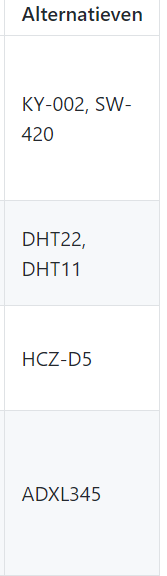 Alternatieven
KY-002, SW-
420
DHT22,
DHT11
HCZ-D5
ADXL345